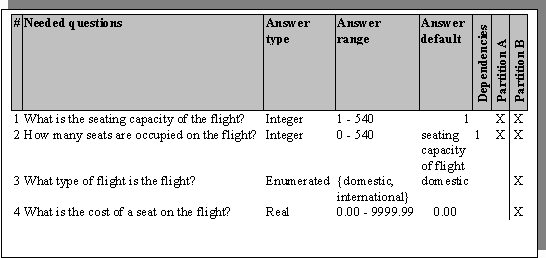 # Needed questions Answer type Answer range Answer default Dependencies Partition A Partition B
1 What is the seating capacity of the flight? Integer 1 - 540 1 X X
2 How many seats are occupied on the flight? Integer 0 - 540 seating capacity of flight 1 X X
3 What type of flight is the flight? Enumerated {domestic, international} domestic X
4 What is the cost of a seat on the flight? Real 0.00 - 9999.99 0.00 X